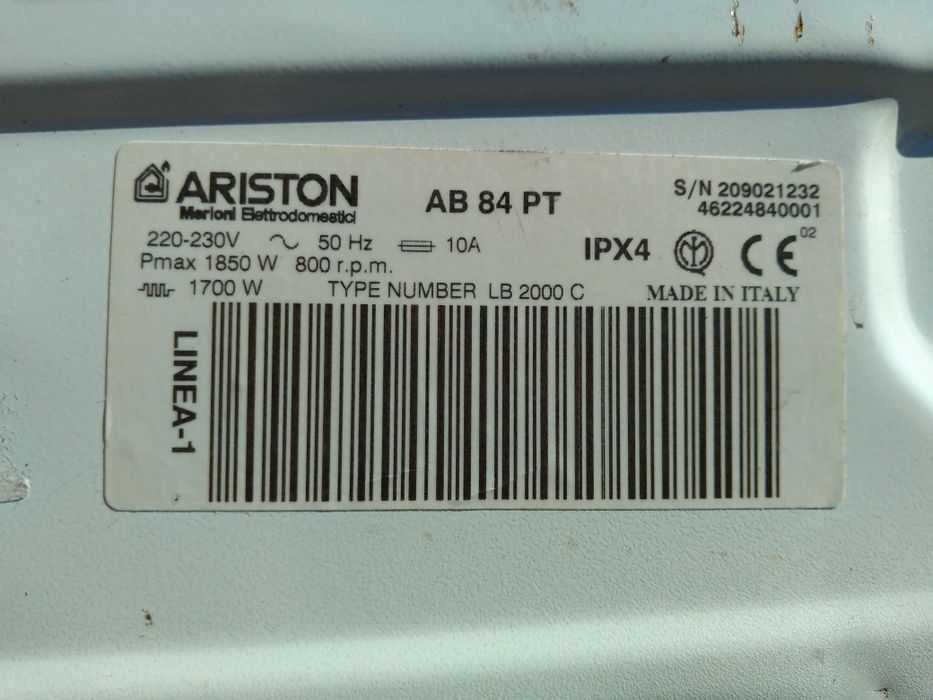 ARISTON
Merloni Elettrodomestici
AB 84 PT
S/N 209021232
46224840001
220-230V 50 Hz 10A
Pmax 1850 W 800 r.p.m.
IPX4
CE 02
1700 W TYPE NUMBER LB 2000 C
MADE IN ITALY
LINEA-1